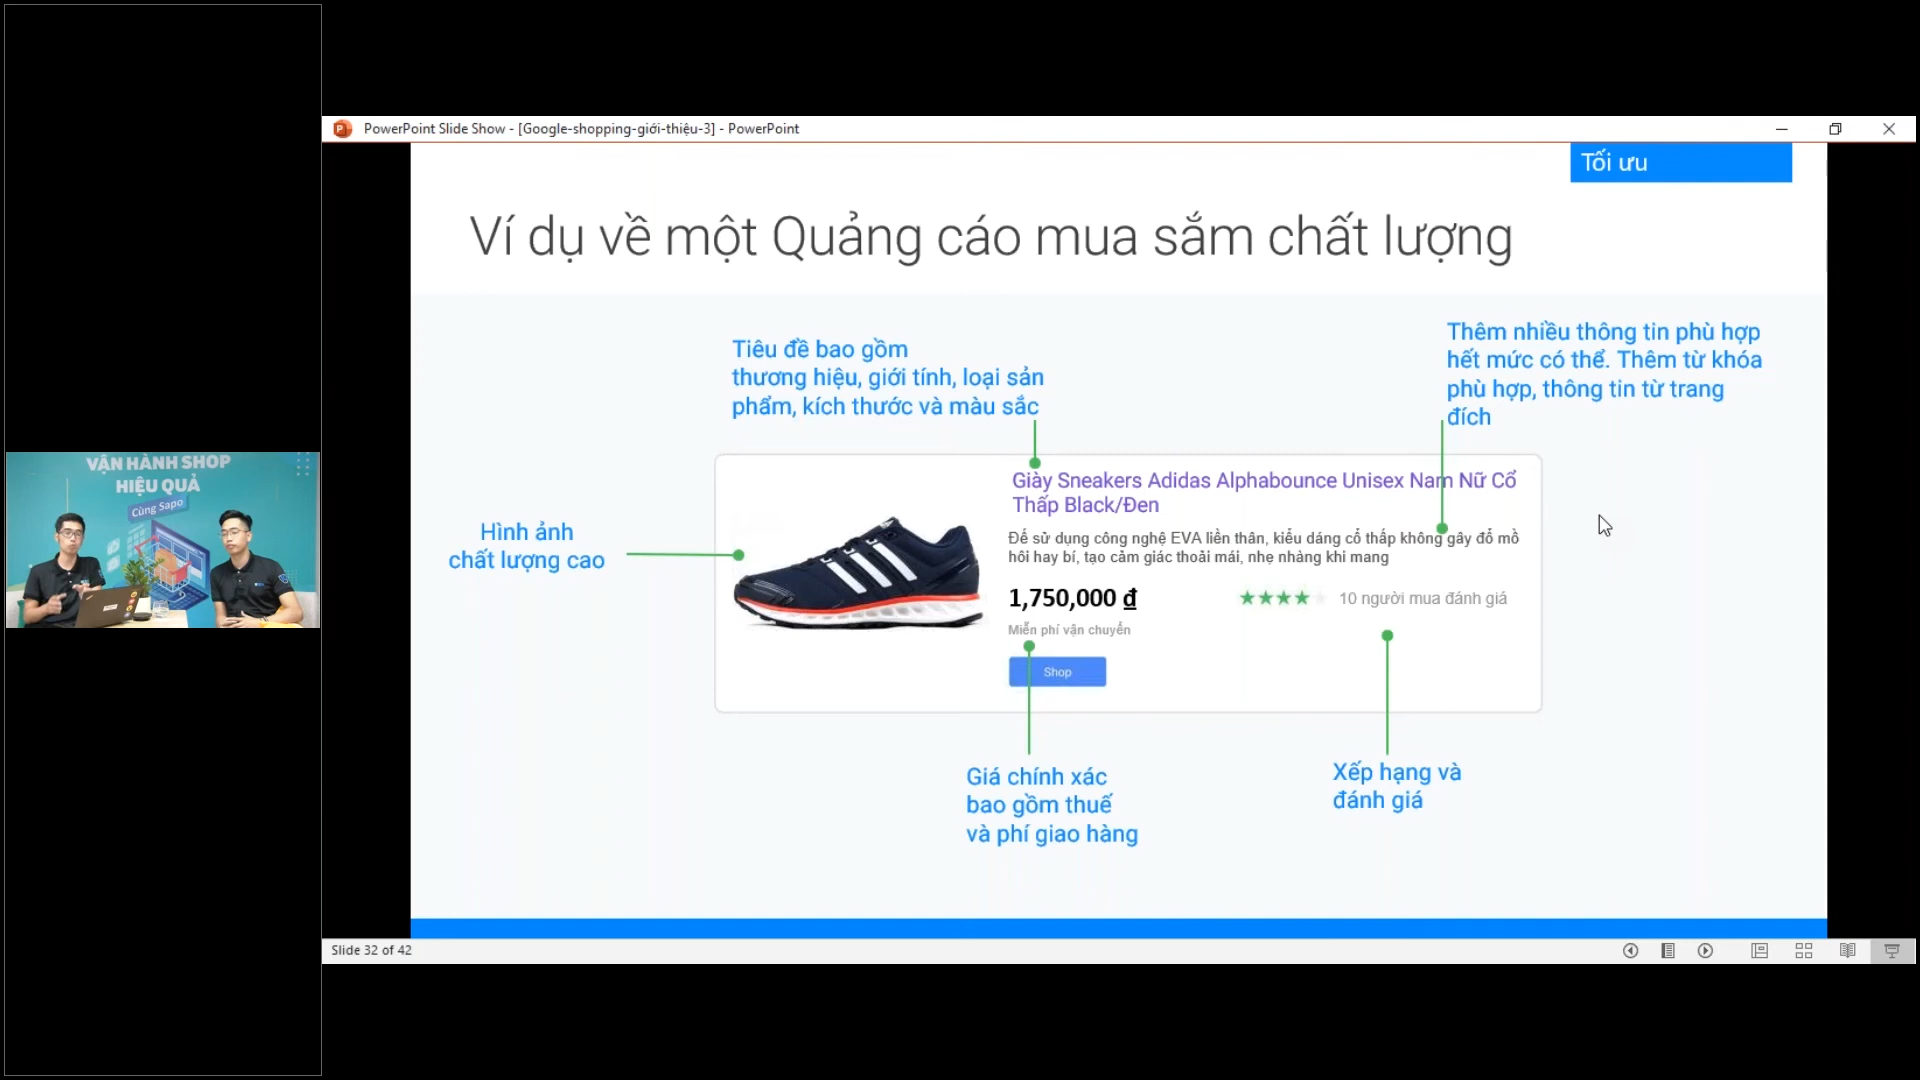 PowerPoint Slide Show - [Google-shopping-giới-thiệu-3] - PowerPoint
Tối ưu
Ví dụ về một Quảng cáo mua sắm chất lượng
Tiêu đề bao gồm
thương hiệu, giới tính, loại sản
phẩm, kích thước và màu sắc
Thêm nhiều thông tin phù hợp
hết mức có thể. Thêm từ khóa
phù hợp, thông tin từ trang
đích
VẬN HÀNH SHOP
HIỆU QUẢ
Cùng Sapo
Hình ảnh
chất lượng cao
Giày Sneakers Adidas Alphabounce Unisex Nam Nữ Cổ
Thấp Black/Đen
Đế sử dụng công nghệ EVA liền thân, kiểu dáng cổ thấp không gây đổ mồ
hôi hay bí, tạo cảm giác thoải mái, nhẹ nhàng khi mang
1,750,000 ₫
10 người mua đánh giá
Miễn phí vận chuyển
Shop
Giá chính xác
bao gồm thuế
và phí giao hàng
Xếp hạng và
đánh giá
Slide 32 of 42